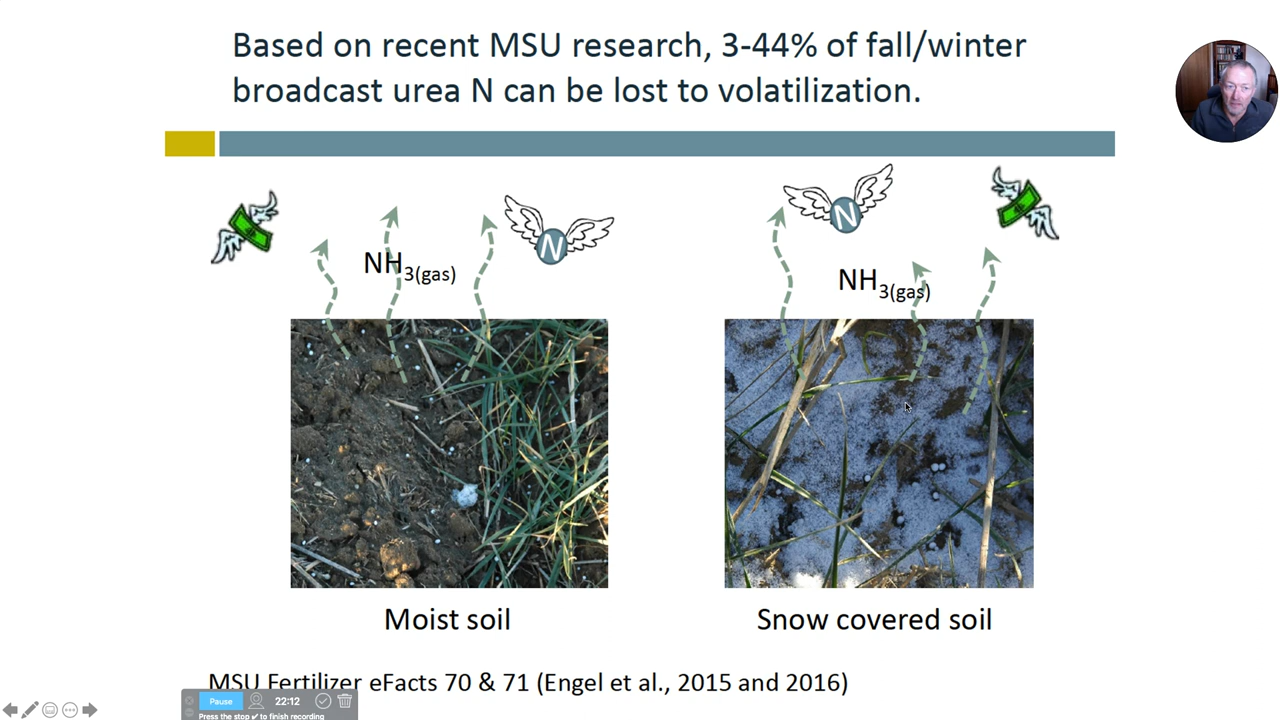 Based on recent MSU research, 3-44% of fall/winter
broadcast urea N can be lost to volatilization.
N
N
NH3(gas)
NH3(gas)
Moist soil
Snow covered soil
MSU Fertilizer eFacts 70 & 71 (Engel et al., 2015 and 2016)
Pause
22:12
Press the stop ✔ to finish recording